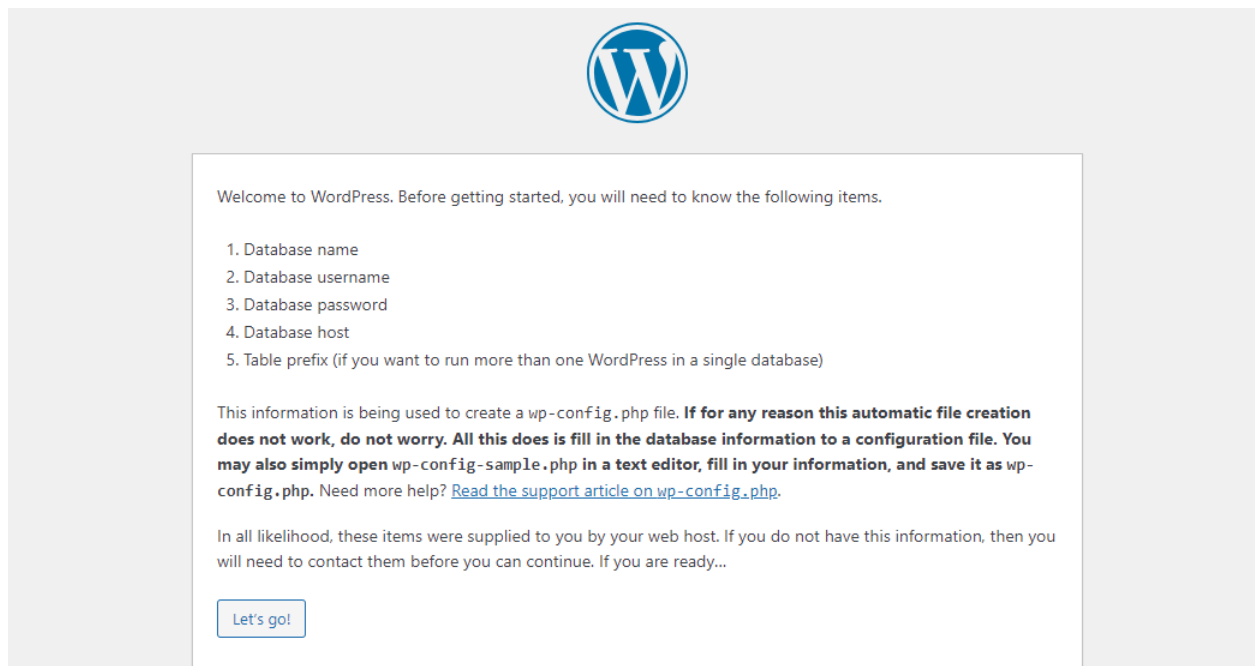 Welcome to WordPress. Before getting started, you will need to know the following items.
1. Database name
2. Database username
3. Database password
4. Database host
5. Table prefix (if you want to run more than one WordPress in a single database)
This information is being used to create a wp-config.php file. If for any reason this automatic file creation
does not work, do not worry. All this does is fill in the database information to a configuration file. You
may also simply open wp-config-sample.php in a text editor, fill in your information, and save it as wp-
config.php. Need more help? Read the support article on wp-config.php.
In all likelihood, these items were supplied to you by your web host. If you do not have this information, then you
will need to contact them before you can continue. If you are ready…
Let's go!